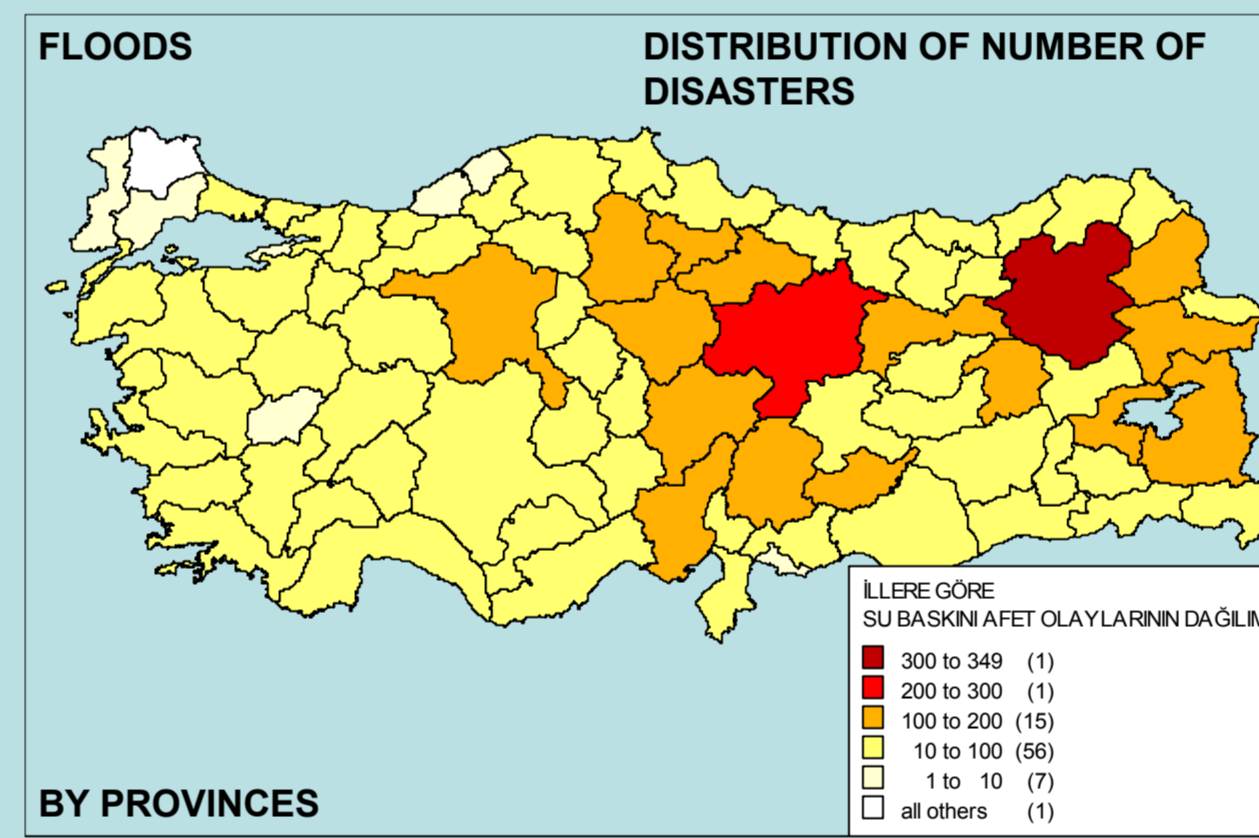 FLOODS
DISTRIBUTION OF NUMBER OF
DISASTERS
İLLERE GÖRE
SU BASKINI AFET OLAYLARININ
300 to 349 (1)
200 to 300 (1)
100 to 200 (15)
10 to 100 (56)
1 to 10 (7)
all others (1)
BY PROVINCES